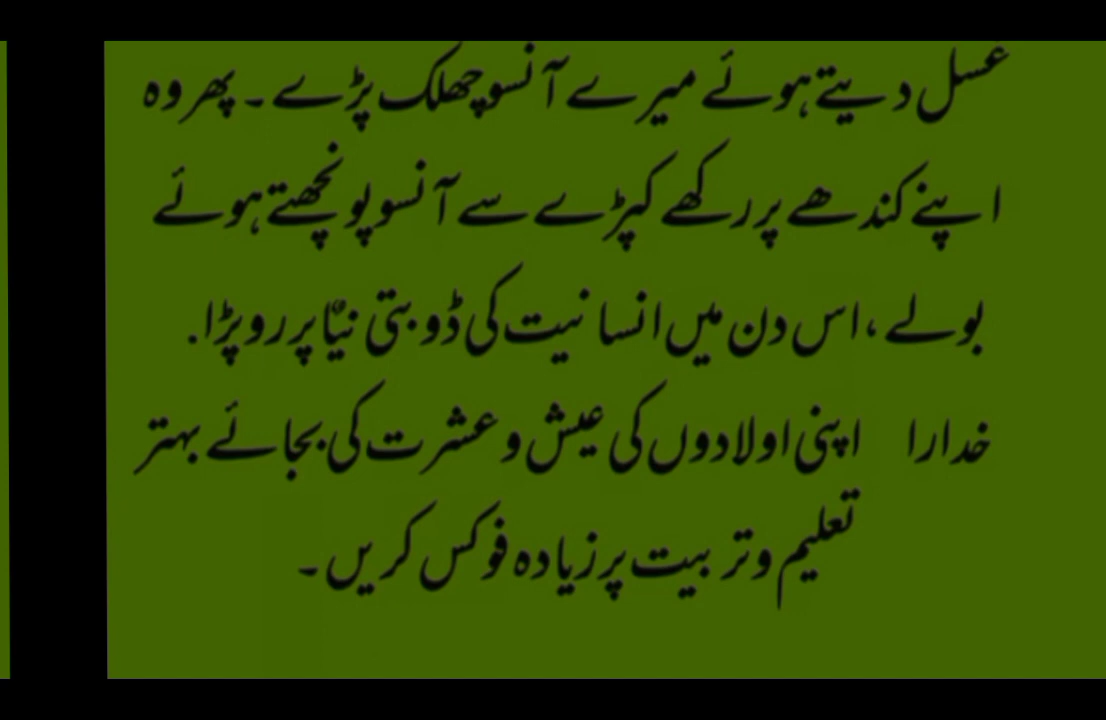 غسل دیتے ہوئے میرے آنسو چھلک پڑے ۔ پھر وہ
اپنے کندھے پر رکھے کپڑے سے آنسو پونچھتے ہوئے
بولے ، اس دن میں انسانیت کی ڈوبتی نیّا پر رو پڑا.
خدارا اپنی اولادوں کی عیش و عشرت کی بجائے بہتر
تعلیم و تربیت پر زیادہ فوکس کریں ۔